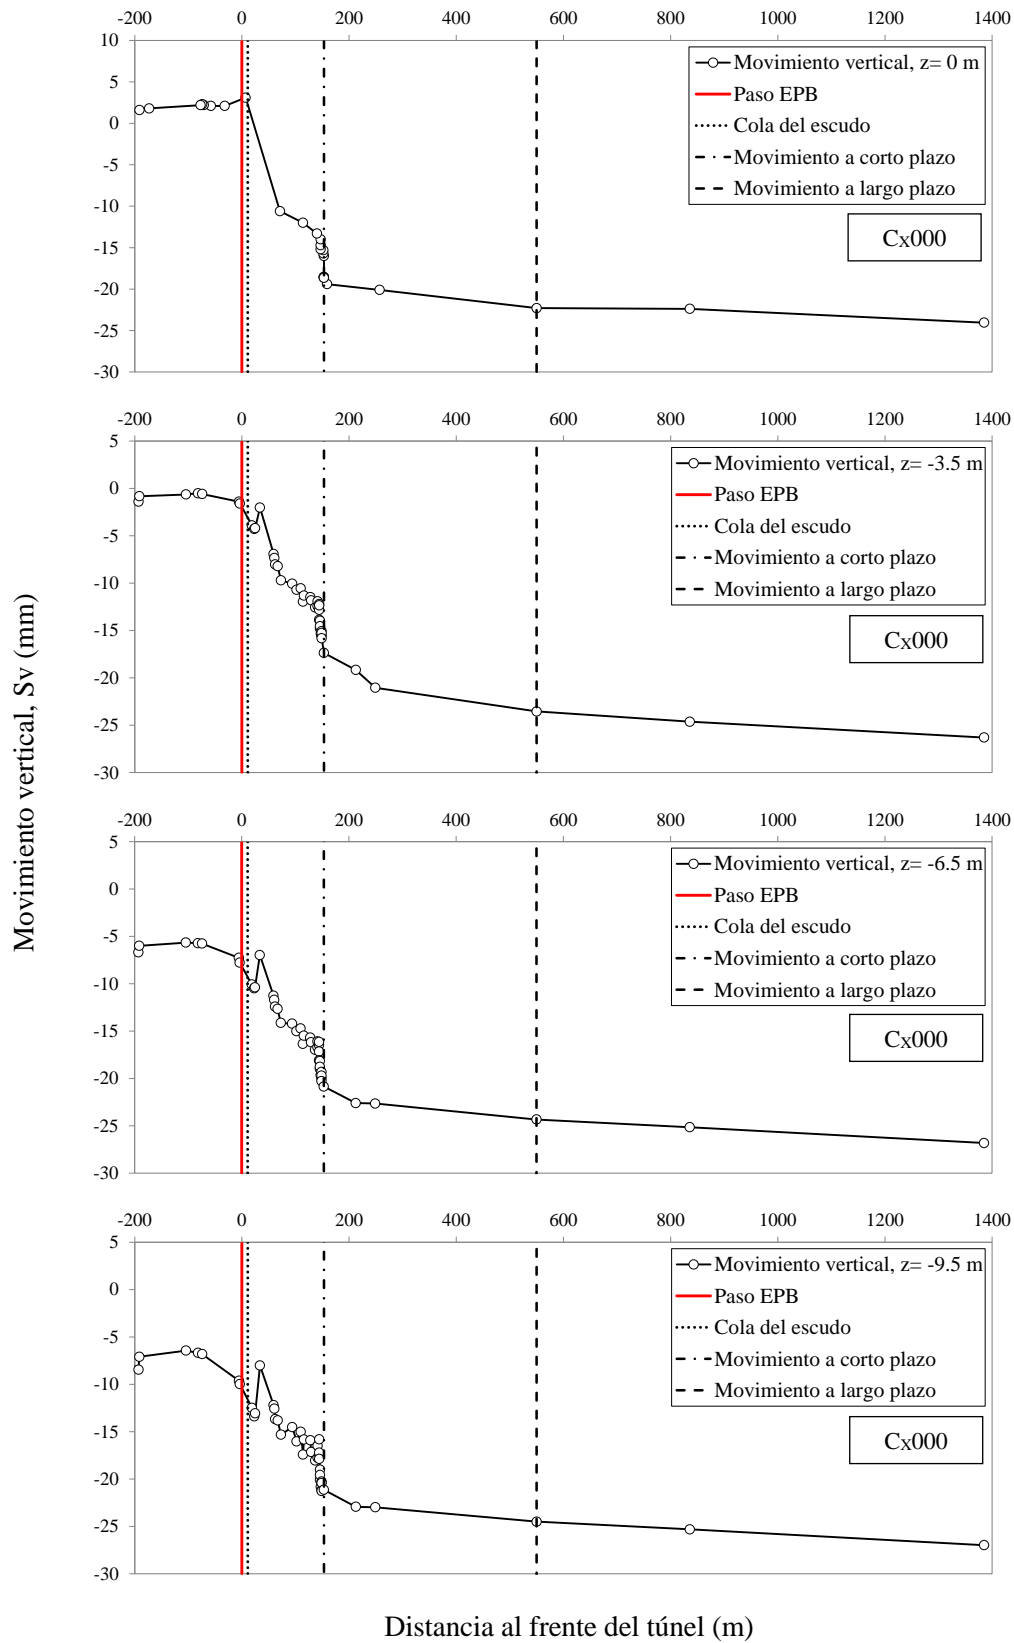 -200 0 200 400 600 800 1000 1200 1400
10
5
0
-5
-10
-15
-20
-25
-30
Movimiento vertical, z= 0 m
Paso EPB
Cola del escudo
Movimiento a corto plazo
Movimiento a largo plazo
CX000
-200 0 200 400 600 800 1000 1200 1400
5
0
-5
-10
-15
-20
-25
-30
Movimiento vertical, z= -3.5 m
Paso EPB
Cola del escudo
Movimiento a corto plazo
Movimiento a largo plazo
CX000
Movimiento vertical, Sv (mm)
-200 0 200 400 600 800 1000 1200 1400
5
0
-5
-10
-15
-20
-25
-30
Movimiento vertical, z= -6.5 m
Paso EPB
Cola del escudo
Movimiento a corto plazo
Movimiento a largo plazo
CX000
-200 0 200 400 600 800 1000 1200 1400
5
0
-5
-10
-15
-20
-25
-30
Movimiento vertical, z= -9.5 m
Paso EPB
Cola del escudo
Movimiento a corto plazo
Movimiento a largo plazo
CX000
Distancia al frente del túnel (m)